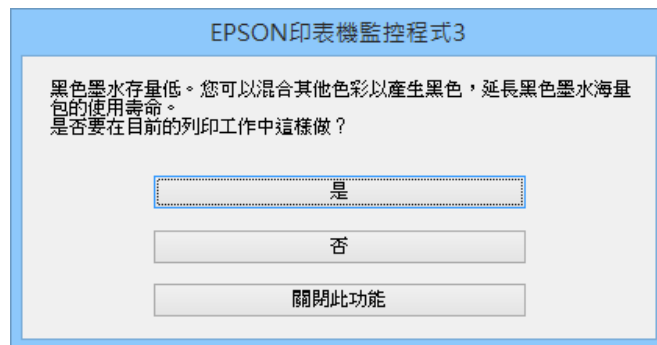 EPSON印表機監控程式3
黑色墨水存量低。您可以混合其他色彩以產生黑色，延長黑色墨水海量
包的使用壽命。
是否要在目前的列印工作中這樣做？
是
否
關閉此功能